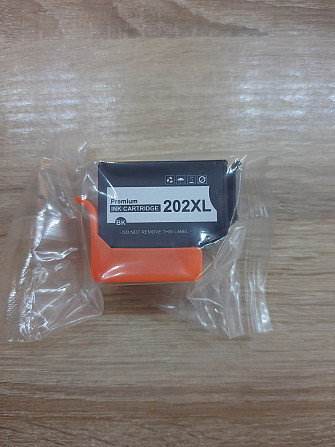 Premium
INK CARTRIDGE 202XL
BK
DO NOT REMOVE THIS LABEL